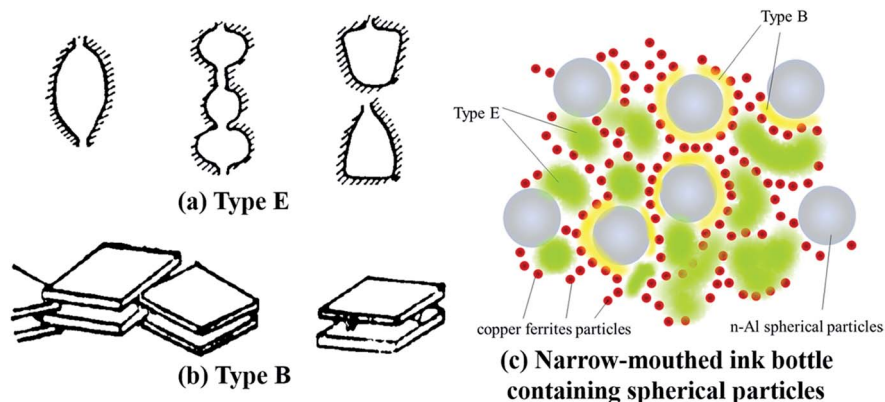 (a) Type E
(b) Type B
Type B
Type E
copper ferrites particles
n-Al spherical particles
(c) Narrow-mouthed ink bottle
containing spherical particles